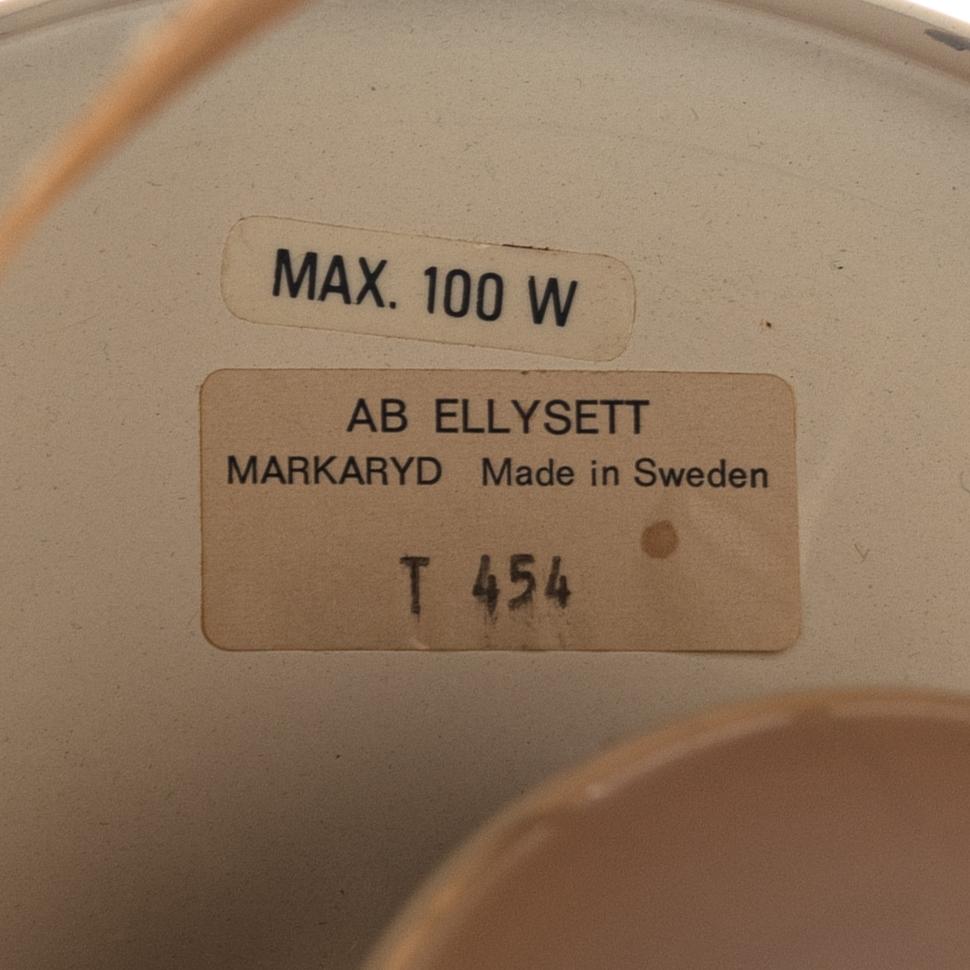 MAX. 100 W
AB ELLYSETT
MARKARYD Made in Sweden
T 454